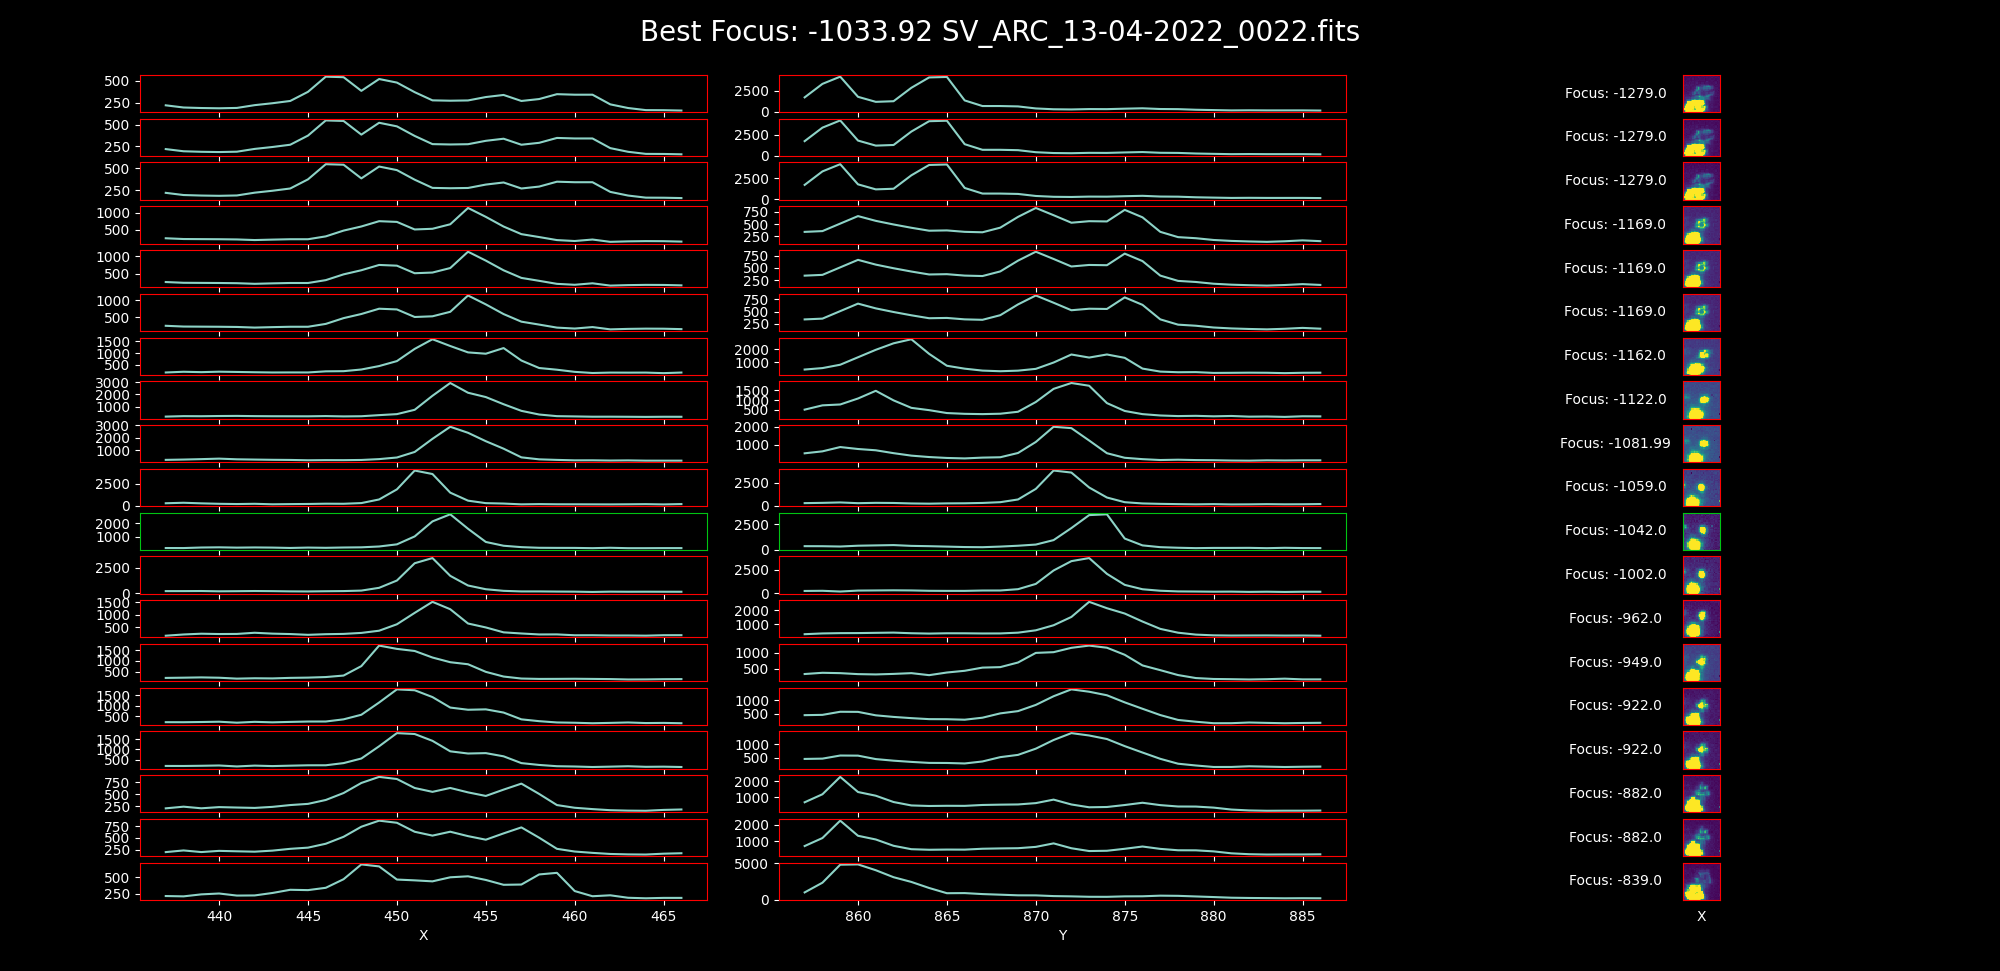 Best Focus: -1033.92 SV_ARC_13-04-2022_0022.fits
500 250 2500 0 Focus: -1279.0
500 250 2500 0 Focus: -1279.0
500 250 2500 0 Focus: -1279.0
1000 500 750 500 250 Focus: -1169.0
1000 500 750 500 250 Focus: -1169.0
1000 500 750 500 250 Focus: -1169.0
1500 1000 500 2000 1000 Focus: -1162.0
3000 2000 1000 1500 1000 500 Focus: -1122.0
3000 2000 1000 2000 1000 Focus: -1081.99
2500 0 2500 0 Focus: -1059.0
2000 1000 2500 0 Focus: -1042.0
2500 0 2500 0 Focus: -1002.0
1500 1000 500 2000 1000 Focus: -962.0
1500 1000 500 1000 500 Focus: -949.0
1500 1000 500 1000 500 Focus: -922.0
1500 1000 500 1000 500 Focus: -922.0
750 500 250 2000 1000 Focus: -882.0
750 500 250 2000 1000 Focus: -882.0
500 250 5000 0 Focus: -839.0
440 445 450 455 460 465 860 865 870 875 880 885 X
X Y